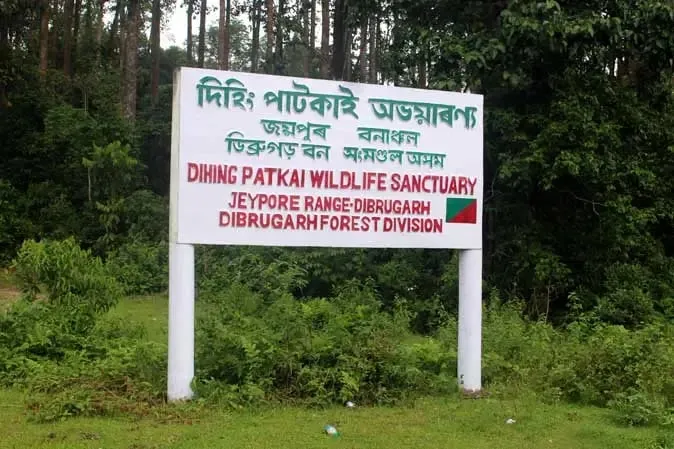 দিহিং পাটকাই অভয়াৰণ্য
জয়পুৰ বনাঞ্চল
ডিব্ৰুগড় বন সংমণ্ডল অসম
DIHING PATKAI WILDLIFE SANCTUARY
JEYPORE RANGE-DIBRUGARH
DIBRUGARH FOREST DIVISION